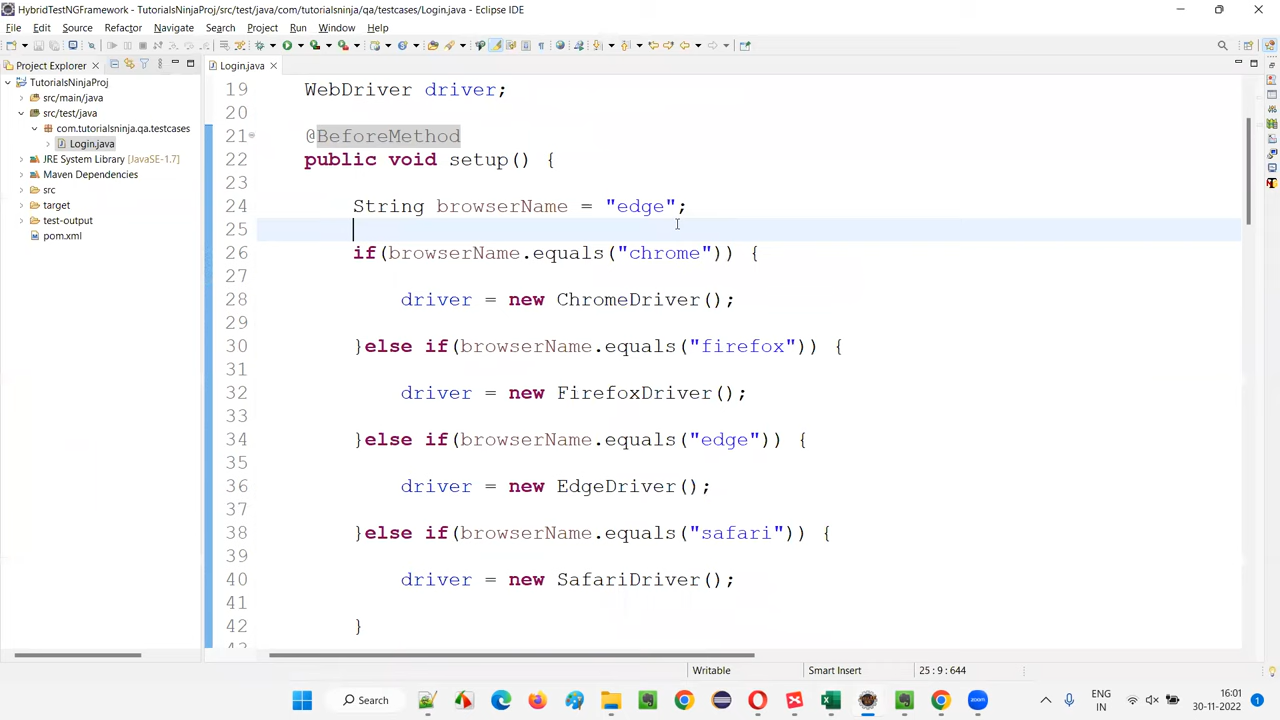 HybridTestNGFramework - TutorialsNinjaProj/src/test/java/com/tutorialsninja/qa/testcases/Login.java - Eclipse IDE
File Edit Source Refactor Navigate Search Project Run Window Help
Project Explorer
Login.java
TutorialsNinjaProj
src/main/java
src/test/java
com.tutorialsninja.qa.testcases
Login.java
JRE System Library [JavaSE-1.7]
Maven Dependencies
src
target
test-output
pom.xml
19 WebDriver driver;
20
21 @BeforeMethod
22 public void setup() {
23
24 String browserName = "edge";
25
26 if(browserName.equals("chrome")) {
27
28 driver = new ChromeDriver();
29
30 }else if(browserName.equals("firefox")) {
31
32 driver = new FirefoxDriver();
33
34 }else if(browserName.equals("edge")) {
35
36 driver = new EdgeDriver();
37
38 }else if(browserName.equals("safari")) {
39
40 driver = new SafariDriver();
41
42 }
Writable Smart Insert 25 : 9 : 644
Search
zoom
ENG
IN
16:01
30-11-2022
1